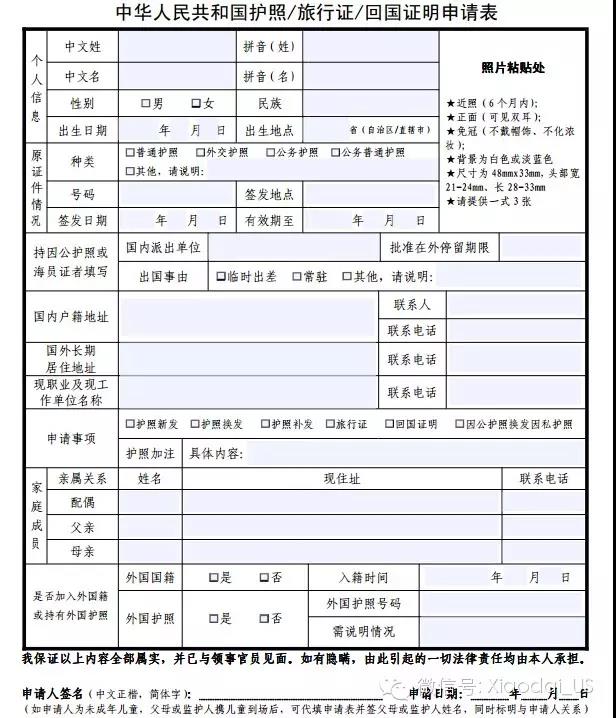 中华人民共和国护照/旅行证/回国证明申请表
个人信息
中文姓 拼音(姓)
中文名 拼音(名)
性别 □男 □女 民族
出生日期 年 月 日 出生地点 省(自治区/直辖市)
照片粘贴处
★近照(6个月内);
★正面(可见双耳);
★免冠(不戴帽饰、不化浓
妆);
★背景为白色或淡蓝色
★尺寸为48mmx33mm,头部宽
21-24mm、长28-33mm
★请提供一式3张
原证件情况
种类 □普通护照 □外交护照 □公务护照 □公务普通护照
□其他,请说明:
号码 签发地点
签发日期 年 月 日 有效期至 年 月 日
持因公护照或
海员证者填写
国内派出单位 批准在外停留期限
出国事由 □临时出差 □常驻 □其他,请说明:
国内户籍地址 联系人
联系电话
国外长期
居住地址
联系电话
现职业及现工
作单位名称
联系电话
申请事项
□护照新发 □护照换发 □护照补发 □旅行证 □回国证明 □因公护照换发因私护照
护照加注 具体内容:
家庭成员
亲属关系 姓名 现住址 联系电话
配偶
父亲
母亲
是否加入外国籍
或持有外国护照
外国国籍 □是 □否 入籍时间 年 月 日
外国护照 □是 □否 外国护照号码
需说明情况
我保证以上内容全部属实,并已与领事官员见面。如有隐瞒,由此引起的一切法律责任均由本人承担。
微信号: Xiaodai_US
申请人签名(中文正楷,简体字): 申请日期: 年 月 日
(如申请人为未成年儿童,父母或监护人携儿童到场后,可代填申请表并签父母或监护人姓名,同时标明与申请人关系)